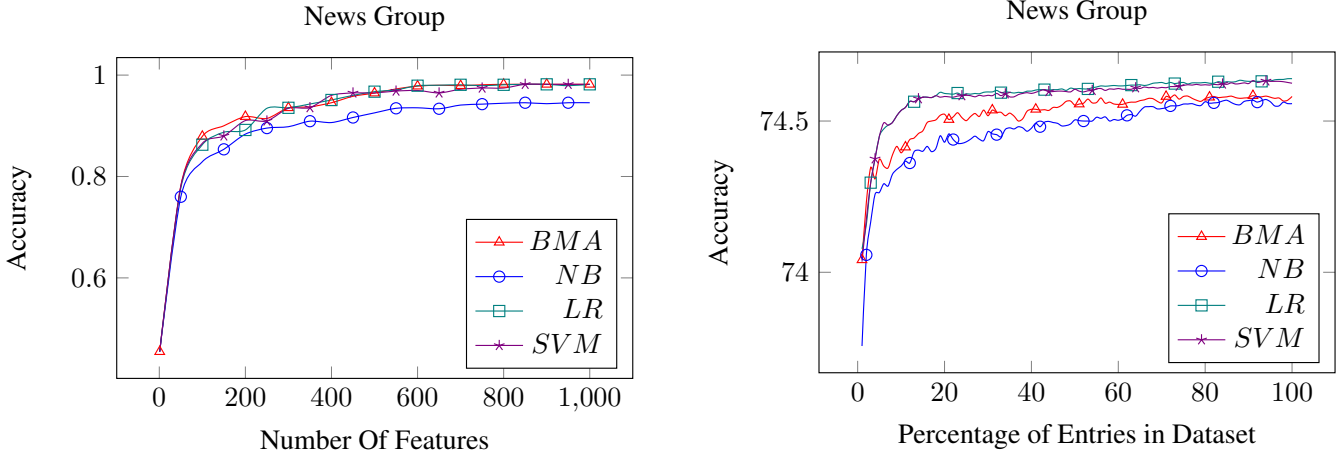 News Group
1
0.8
0.6
Accuracy
0 200 400 600 800 1,000
Number Of Features
BMA
NB
LR
SVM
News Group
74.5
74
Accuracy
0 20 40 60 80 100
Percentage of Entries in Dataset
BMA
NB
LR
SVM